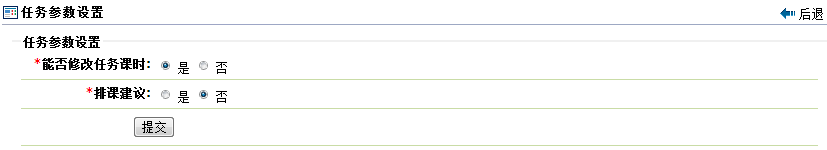 任务参数设置 后退
任务参数设置
*能否修改任务课时： 是 否
*排课建议： 是 否
提交